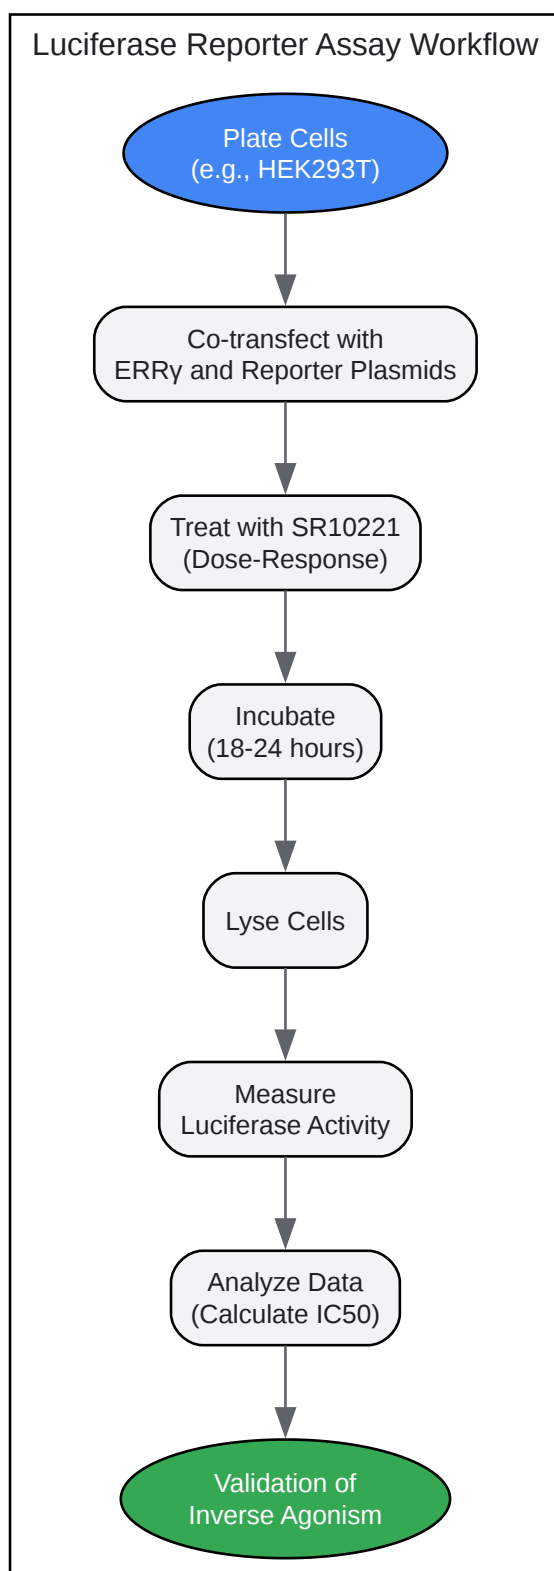 Luciferase Reporter Assay Workflow
Plate Cells
(e.g., HEK293T)
Co-transfect with
ERRγ and Reporter Plasmids
Treat with SR10221
(Dose-Response)
Incubate
(18-24 hours)
Lyse Cells
Measure
Luciferase Activity
Analyze Data
(Calculate IC50)
Validation of
Inverse Agonism